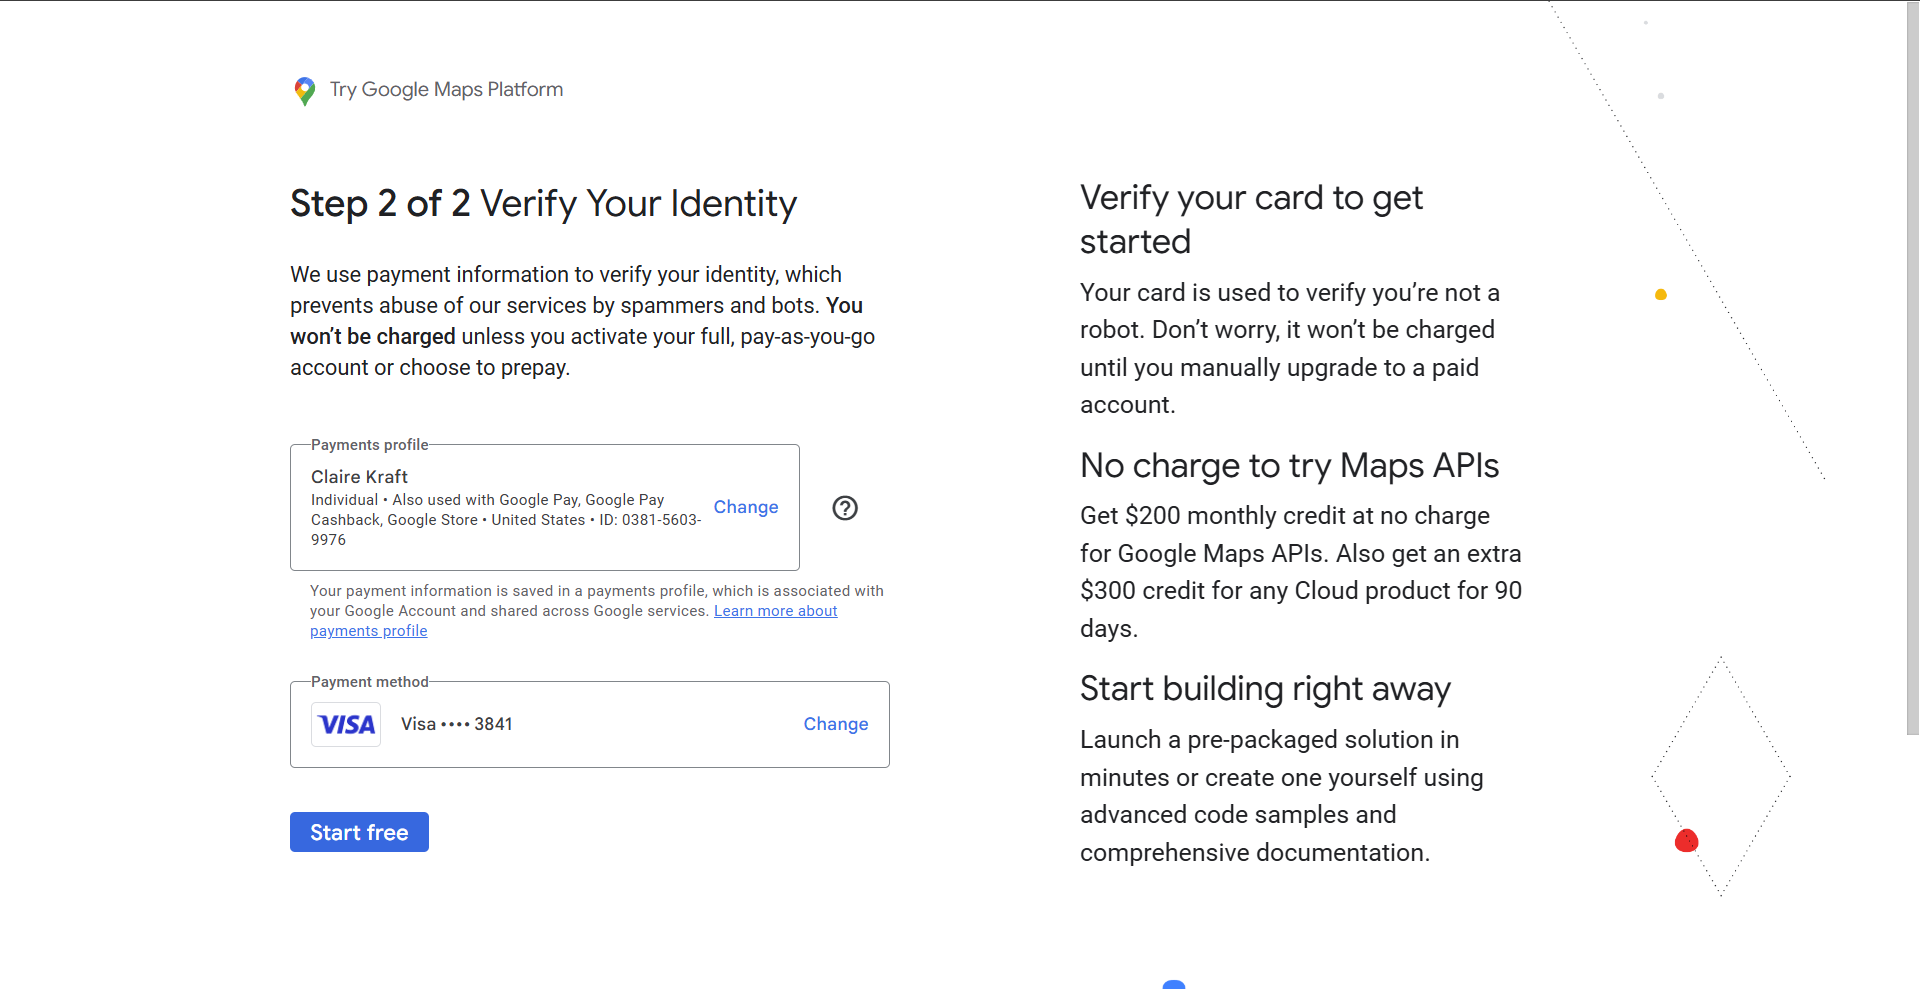 Try Google Maps Platform
Step 2 of 2 Verify Your Identity
We use payment information to verify your identity, which
prevents abuse of our services by spammers and bots. You
won’t be charged unless you activate your full, pay-as-you-go
account or choose to prepay.
Payments profile
Claire Kraft
Individual • Also used with Google Pay, Google Pay
Cashback, Google Store • United States • ID: 0381-5603-
9976
Change
Your payment information is saved in a payments profile, which is associated with
your Google Account and shared across Google services. Learn more about
payments profile
Payment method
VISA
Visa •••• 3841
Change
Start free
Verify your card to get
started
Your card is used to verify you’re not a
robot. Don’t worry, it won’t be charged
until you manually upgrade to a paid
account.
No charge to try Maps APIs
Get $200 monthly credit at no charge
for Google Maps APIs. Also get an extra
$300 credit for any Cloud product for 90
days.
Start building right away
Launch a pre-packaged solution in
minutes or create one yourself using
advanced code samples and
comprehensive documentation.